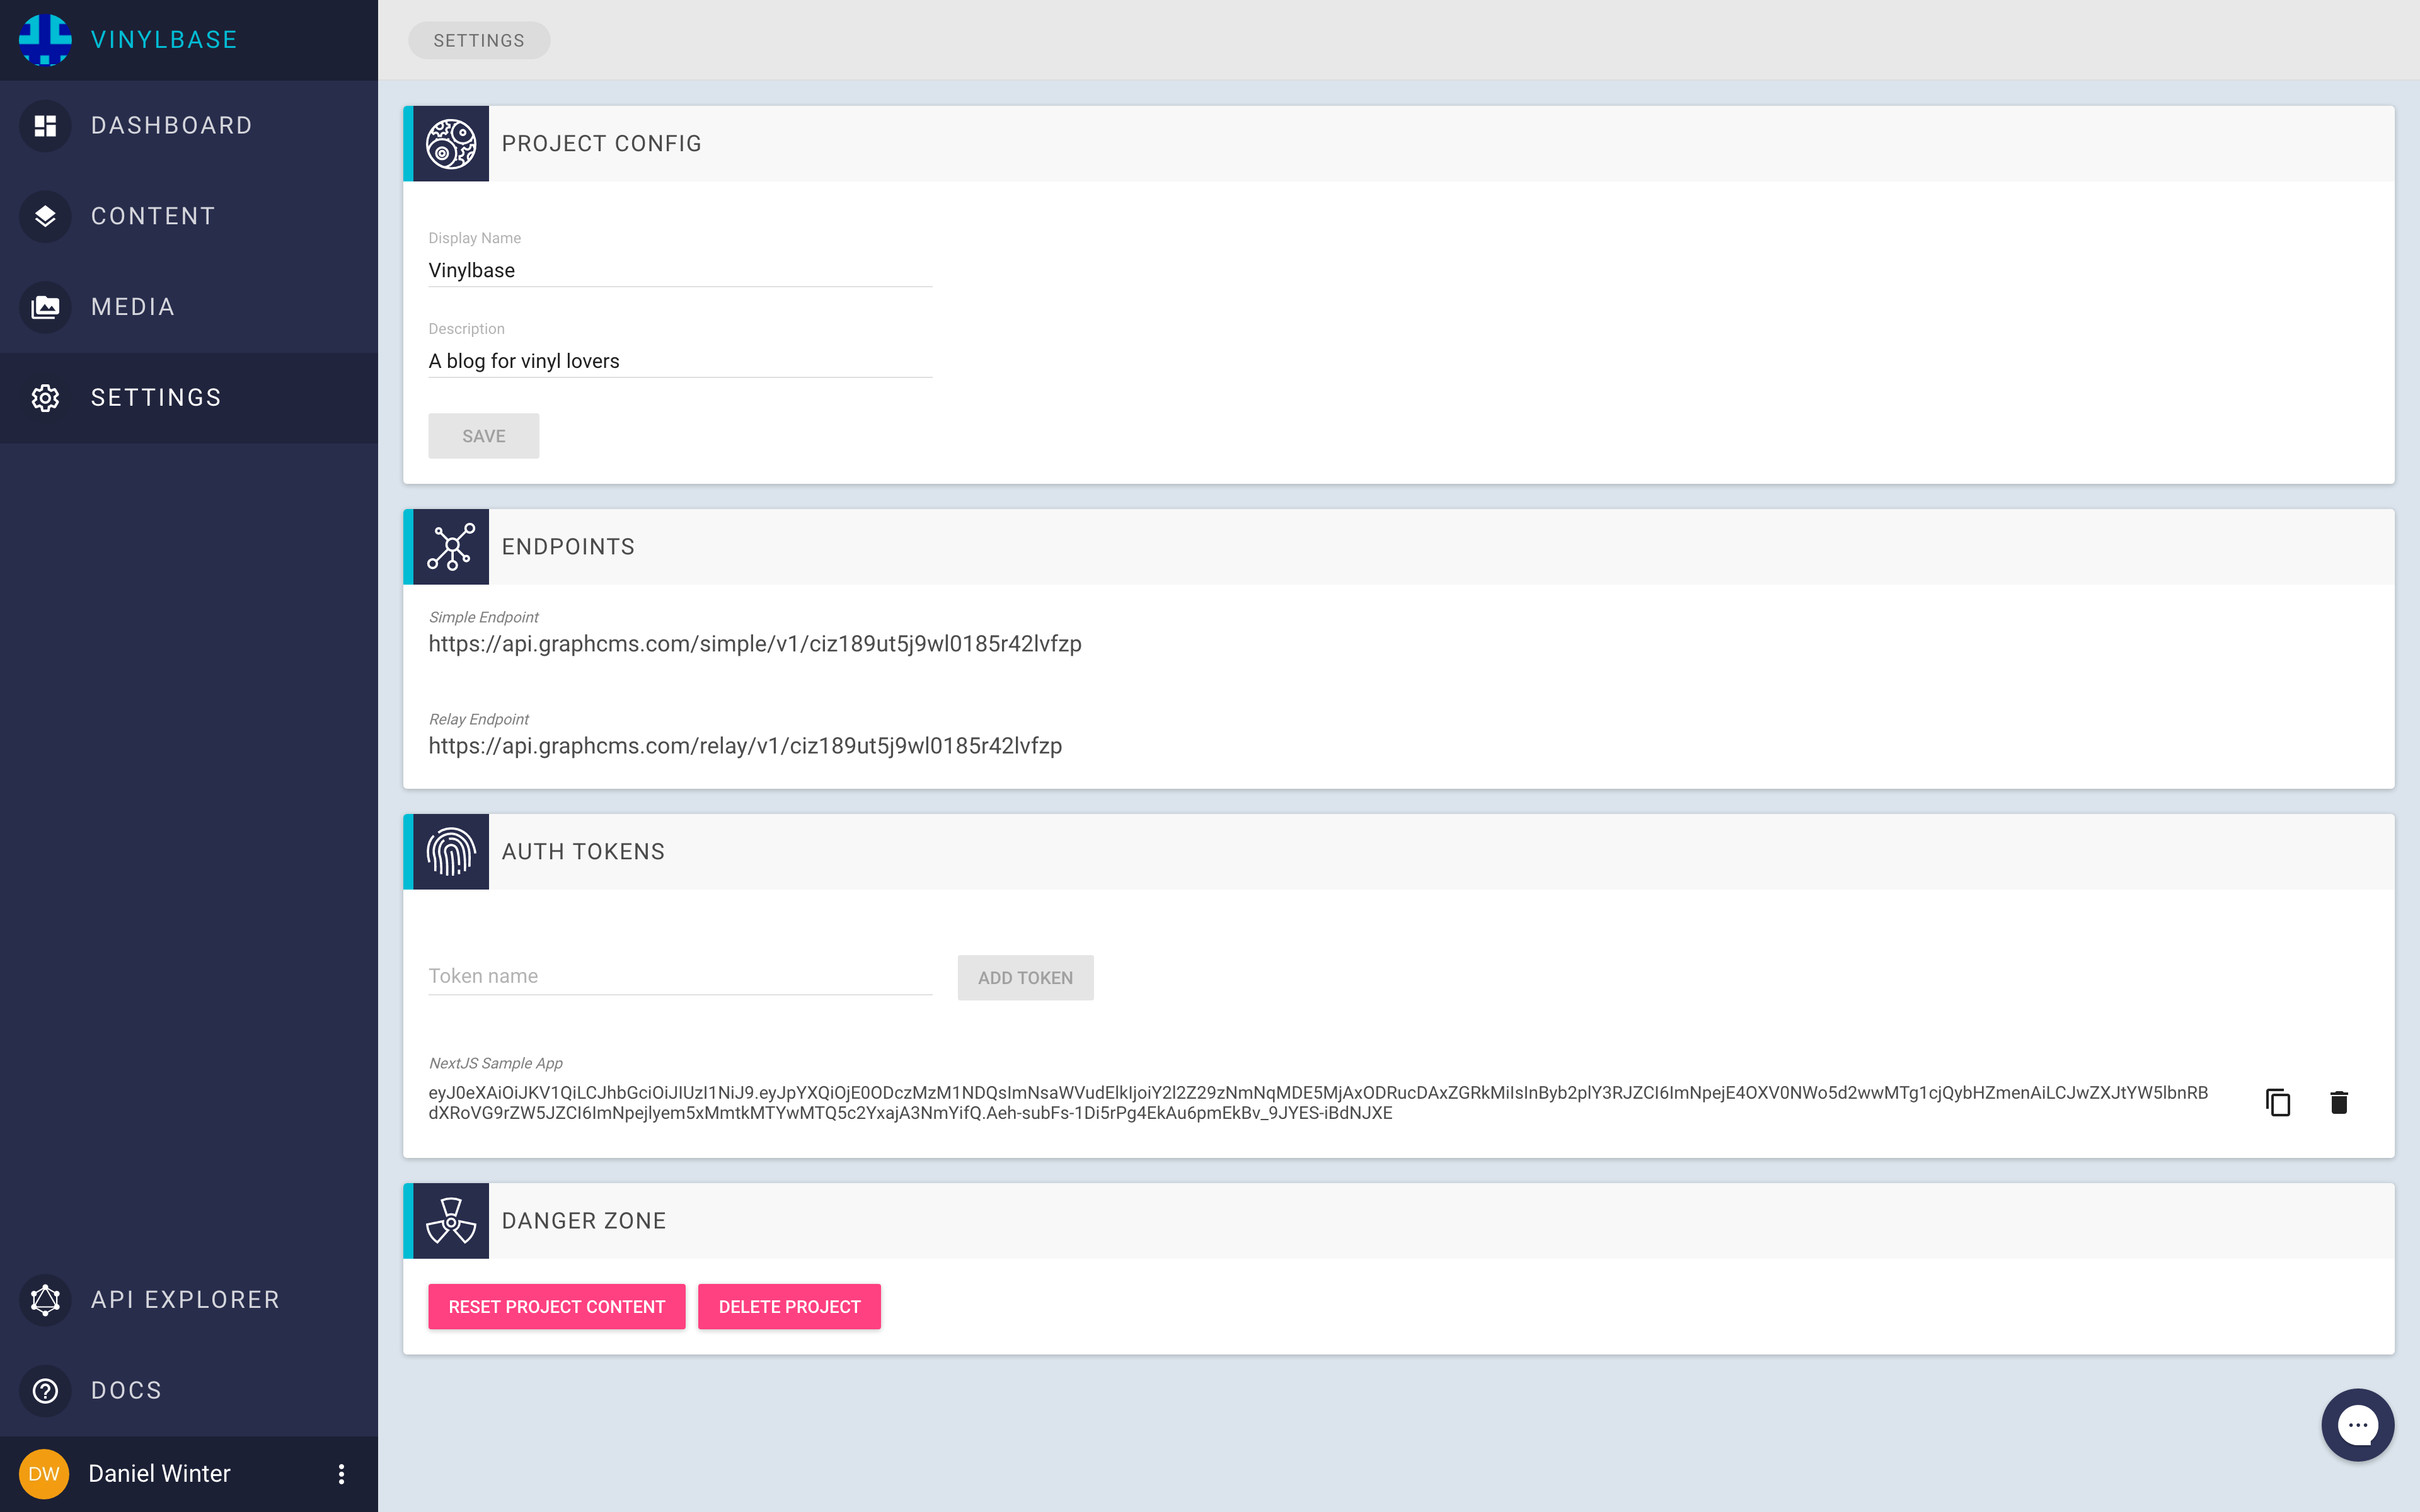 VINYLBASE
DASHBOARD
CONTENT
MEDIA
SETTINGS
API EXPLORER
DOCS
DW
Daniel Winter
SETTINGS
PROJECT CONFIG
Display Name
Vinylbase
Description
A blog for vinyl lovers
SAVE
ENDPOINTS
Simple Endpoint
https://api.graphcms.com/simple/v1/ciz189ut5j9wl0185r42lvfzp
Relay Endpoint
https://api.graphcms.com/relay/v1/ciz189ut5j9wl0185r42lvfzp
AUTH TOKENS
Token name
ADD TOKEN
NextJS Sample App
eyJ0eXAiOiJKV1QiLCJhbGciOiJIUzI1NiJ9.eyJpYXQiOjE0ODczMzM1NDQsImNsaWVudElkIjoiY2l2Z29zNmNqMDE5MjAxODRucDAxZGRkMiIsInByb2plY3RJZCI6ImNpejE4OXV0NWo5d2wwMTg1cjQybHZmenAiLCJwZXJtYW5lbnRB
dXRoVG9rZW5JZCI6ImNpejIyem5xMmtkMTYwMTQ5c2YxajA3NmYifQ.Aeh-subFs-1Di5rPg4EkAu6pmEkBv_9JYES-iBdNJXE
DANGER ZONE
RESET PROJECT CONTENT
DELETE PROJECT